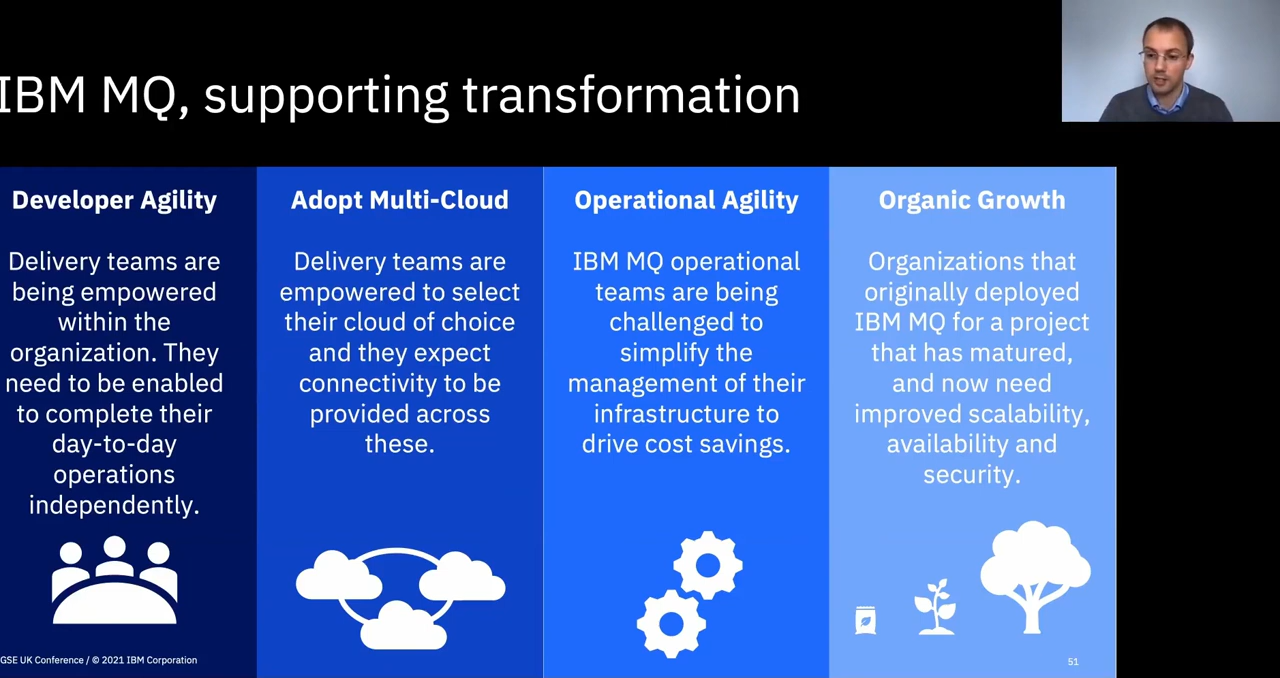 IBM MQ, supporting transformation
Developer Agility
Delivery teams are
being empowered
within the
organization. They
need to be enabled
to complete their
day-to-day
operations
independently.
Adopt Multi-Cloud
Delivery teams are
empowered to select
their cloud of choice
and they expect
connectivity to be
provided across
these.
Operational Agility
IBM MQ operational
teams are being
challenged to
simplify the
management of their
infrastructure to
drive cost savings.
Organic Growth
Organizations that
originally deployed
IBM MQ for a project
that has matured,
and now need
improved scalability,
availability and
security.
GSE UK Conference / © 2021 IBM Corporation
51